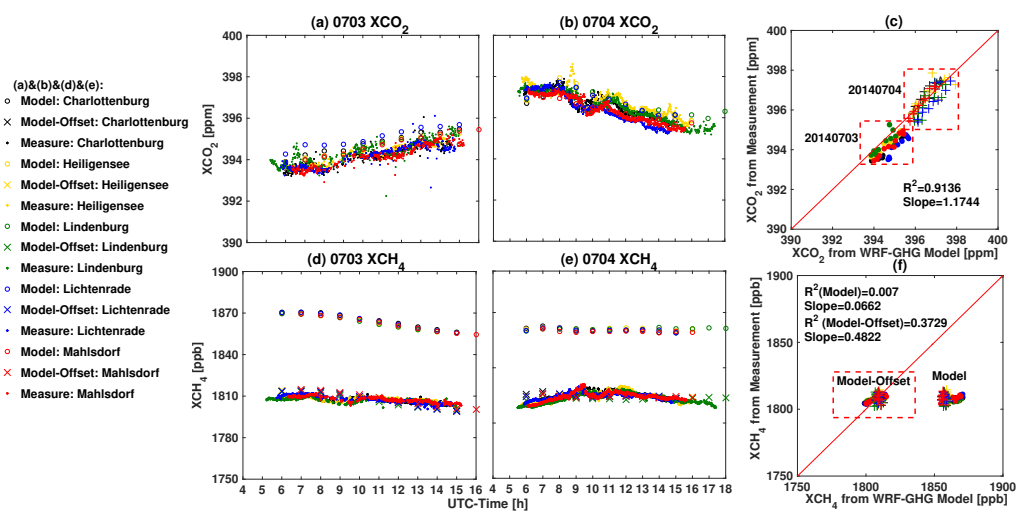 (a) 0703 XCO2
(b) 0704 XCO2
(c)
(a)&(b)&(d)&(e):
Model: Charlottenburg
Model-Offset: Charlottenburg
Measure: Charlottenburg
Model: Heiligensee
Model-Offset: Heiligensee
Measure: Heiligensee
Model: Lindenburg
Model-Offset: Lindenburg
Measure: Lindenburg
Model: Lichtenrade
Model-Offset: Lichtenrade
Measure: Lichtenrade
Model: Mahlsdorf
Model-Offset: Mahlsdorf
Measure: Mahlsdorf
XCO2 [ppm]
400
398
396
394
392
390
XCO2 from Measurement [ppm]
400
398
396
394
392
390
20140704
20140703
R2=0.9136
Slope=1.1744
390 392 394 396 398 400
XCO2 from WRF-GHG Model [ppm]
(d) 0703 XCH4
(e) 0704 XCH4
(f)
XCH4 [ppb]
1900
1870
1840
1810
1780
1750
4 5 6 7 8 9 10 11 12 13 14 15 16
4 5 6 7 8 9 10 11 12 13 14 15 16 17 18
UTC-Time [h]
XCH4 from Measurement [ppb]
1900
1850
1800
1750
R2(Model)=0.007
Slope=0.0662
R2 (Model-Offset)=0.3729
Slope=0.4822
Model-Offset
Model
1750 1800 1850 1900
XCH4 from WRF-GHG Model [ppb]